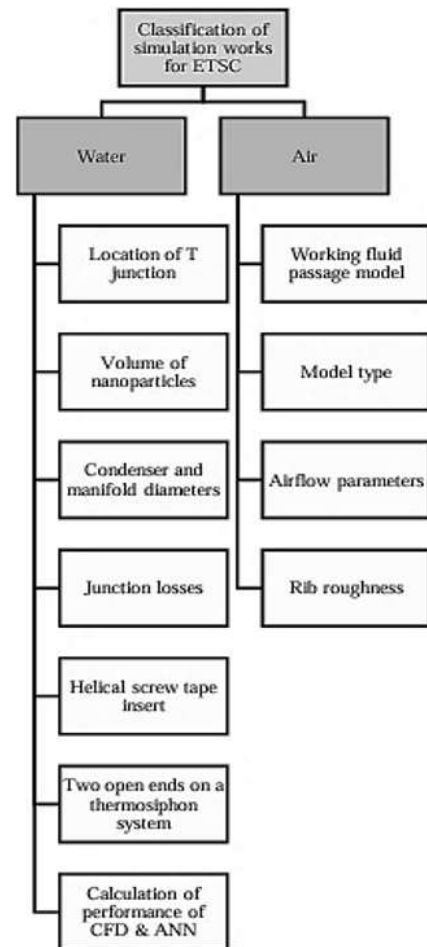 Classification of
simulation works
for ETSC
Water
Air
Location of T
junction
Volume of
nanoparticles
Condenser and
manifold diameters
Junction losses
Helical screw tape
insert
Two open ends on a
thermosiphon
system
Calculation of
performance of
CFD & ANN
Working fluid
passage model
Model type
Airflow parameters
Rib roughness